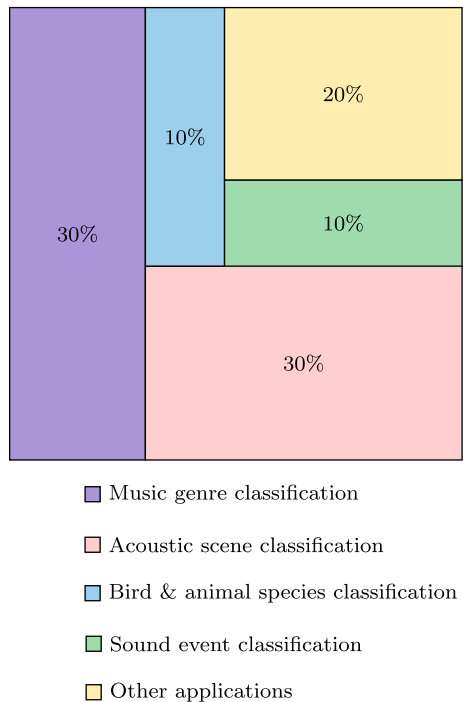 20%
10%
10%
30%
30%
Music genre classification
Acoustic scene classification
Bird & animal species classification
Sound event classification
Other applications